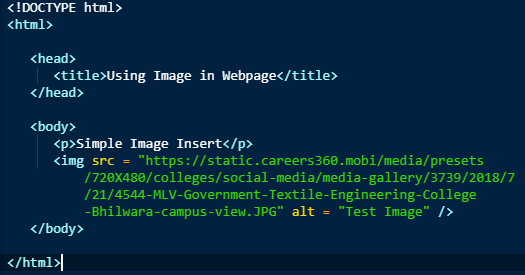 <!DOCTYPE html>
<html>
<head>
<title>Using Image in Webpage</title>
</head>
<body>
<p>Simple Image Insert</p>
<img src = "https://static.careers360.mobi/media/presets
/720X480/colleges/social-media/media-gallery/3739/2018/7
/21/4544-MLV-Government-Textile-Engineering-College
-Bhilwara-campus-view.JPG" alt = "Test Image" />
</body>
</html>